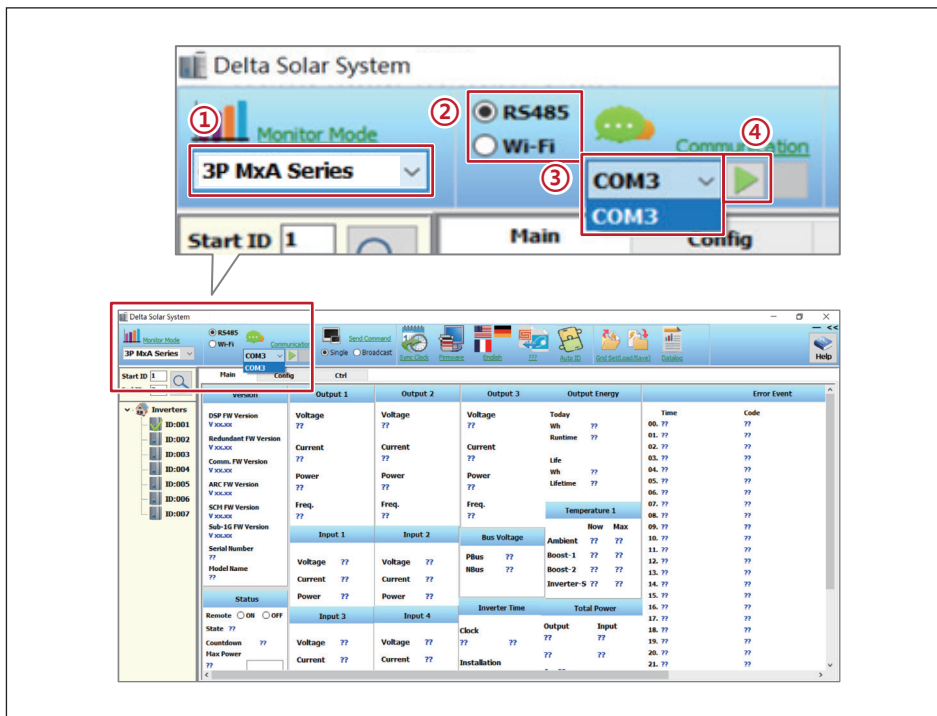 Delta Solar System
① Monitor Mode
3P MxA Series
② RS485
Wi-Fi
③ COM3
COM3
④ Communication
Start ID 1
Main Config
Delta Solar System
Monitor Mode
3P MxA Series
RS485
Wi-Fi
Communication
COM3
COM3
Send Command
Single Broadcast
Sync Clock
Firmware
English
???
Auto ID
Grid Set(Load/Save)
Datalog
<<
Help
Start ID 1
Main Config Ctrl
Inverters
ID:001
ID:002
ID:003
ID:004
ID:005
ID:006
ID:007
Version
DSP FW Version
V xx.xx
Redundant FW Version
V xx.xx
Comm. FW Version
V xx.xx
ARC FW Version
V xx.xx
SCM FW Version
V xx.xx
Sub-1G FW Version
V xx.xx
Serial Number
??
Model Name
??
Status
Remote ON OFF
State ??
Countdown ??
Max Power
??
Output 1
Voltage
??
Current
??
Power
??
Freq.
??
Output 2
Voltage
??
Current
??
Power
??
Freq.
??
Output 3
Voltage
??
Current
??
Power
??
Freq.
??
Input 1
Voltage ??
Current ??
Power ??
Input 2
Voltage ??
Current ??
Power ??
Input 3
Voltage ??
Current ??
Input 4
Voltage ??
Current ??
Bus Voltage
PBus ??
NBus ??
Inverter Time
Clock
?? ??
Installation
Output Energy
Today
Wh ??
Runtime ??
Life
Wh ??
Lifetime ??
Temperature 1
Now Max
Ambient ?? ??
Boost-1 ?? ??
Boost-2 ?? ??
Inverter-S ?? ??
Total Power
Output Input
?? ??
?? ??
Error Event
Time Code
00. ?? ??
01. ?? ??
02. ?? ??
03. ?? ??
04. ?? ??
05. ?? ??
06. ?? ??
07. ?? ??
08. ?? ??
09. ?? ??
10. ?? ??
11. ?? ??
12. ?? ??
13. ?? ??
14. ?? ??
15. ?? ??
16. ?? ??
17. ?? ??
18. ?? ??
19. ?? ??
20. ?? ??
21. ?? ??